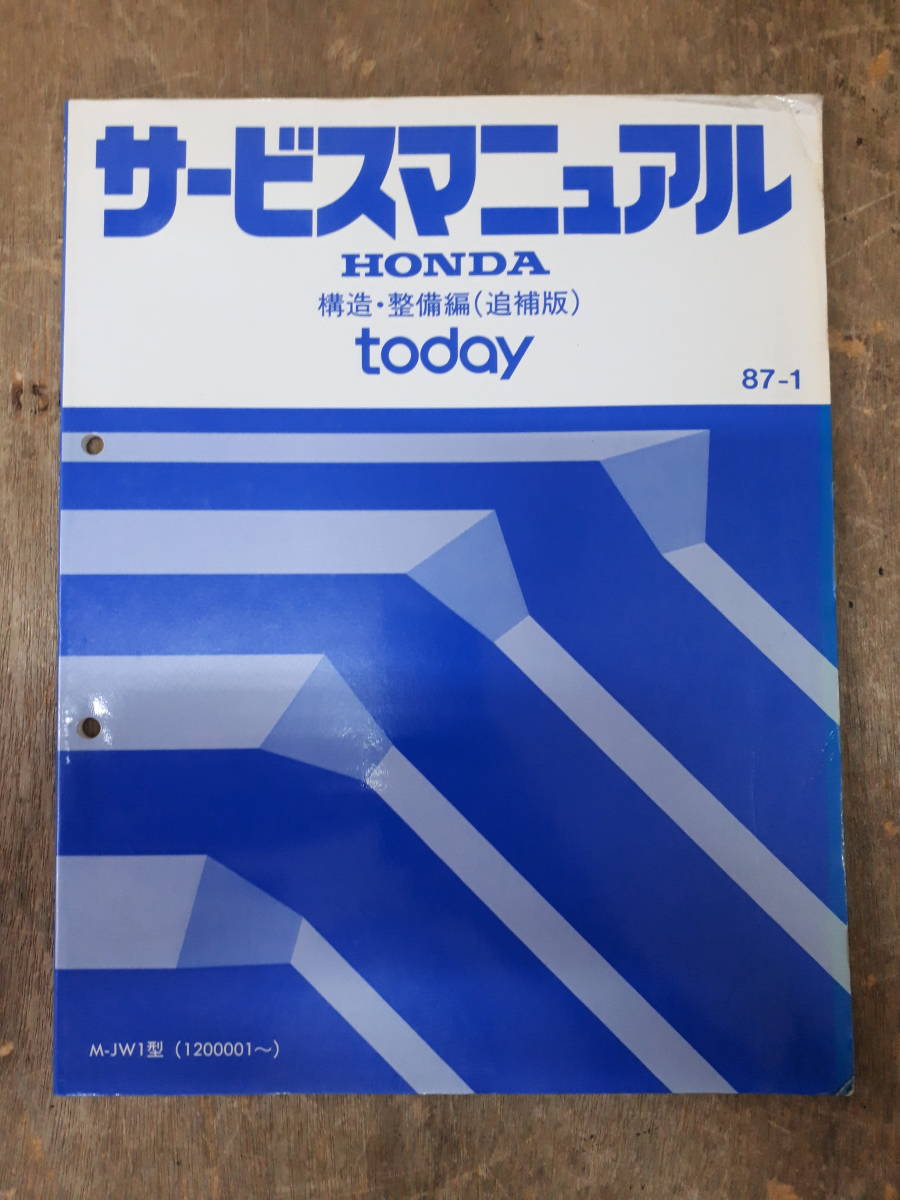 サービスマニュアル
HONDA
構造・整備編(追補版)
today
87-1
M-JW1型 (1200001～)